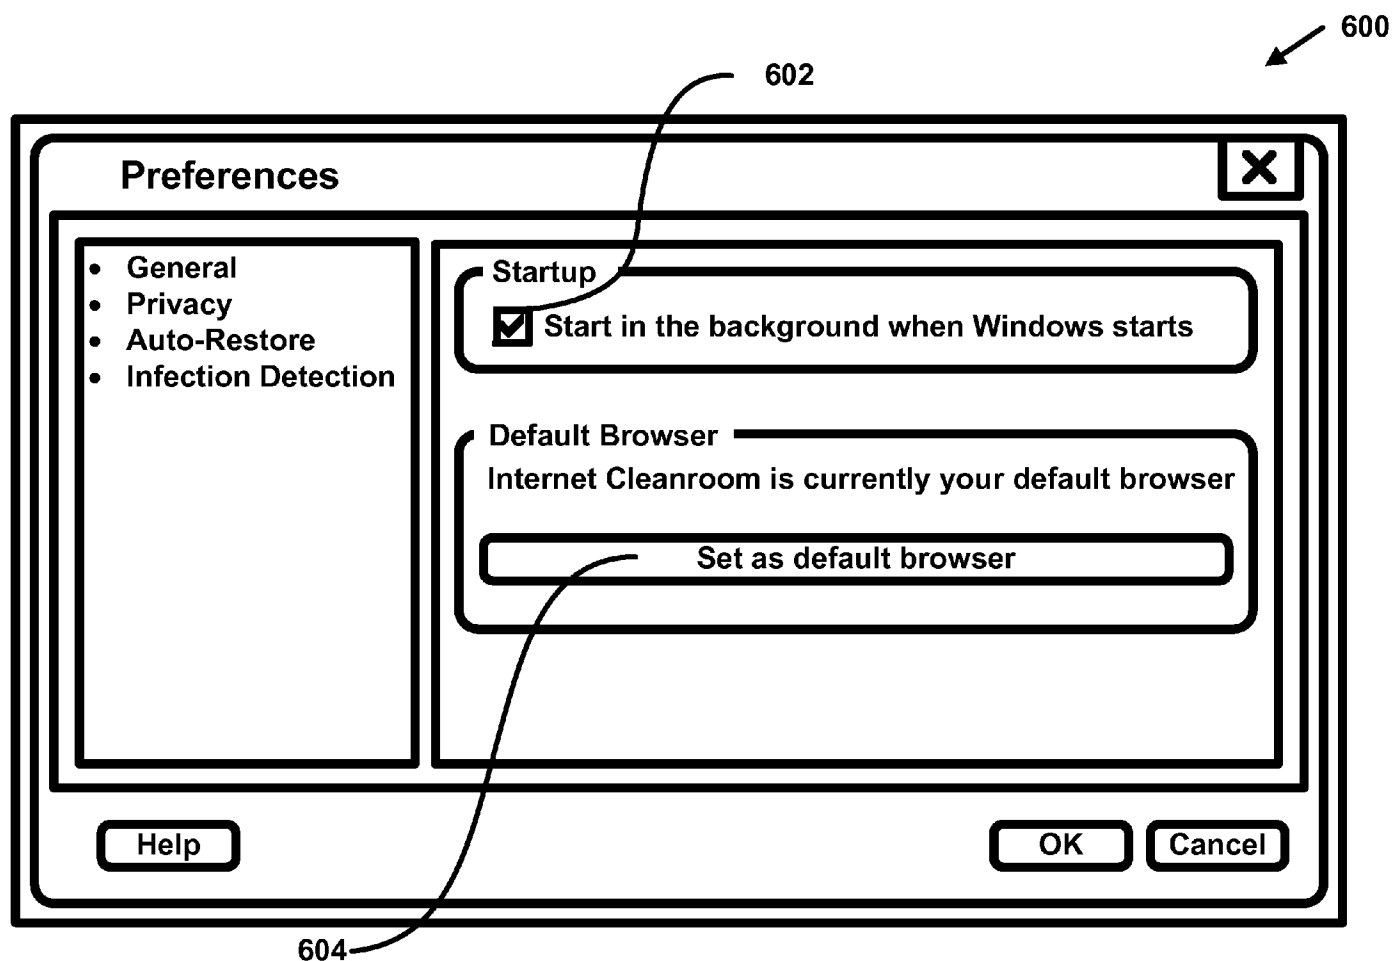 600
602
Preferences
• General
• Privacy
• Auto-Restore
• Infection Detection
Startup
Start in the background when Windows starts
Default Browser
Internet Cleanroom is currently your default browser
Set as default browser
Help
OK
Cancel
604